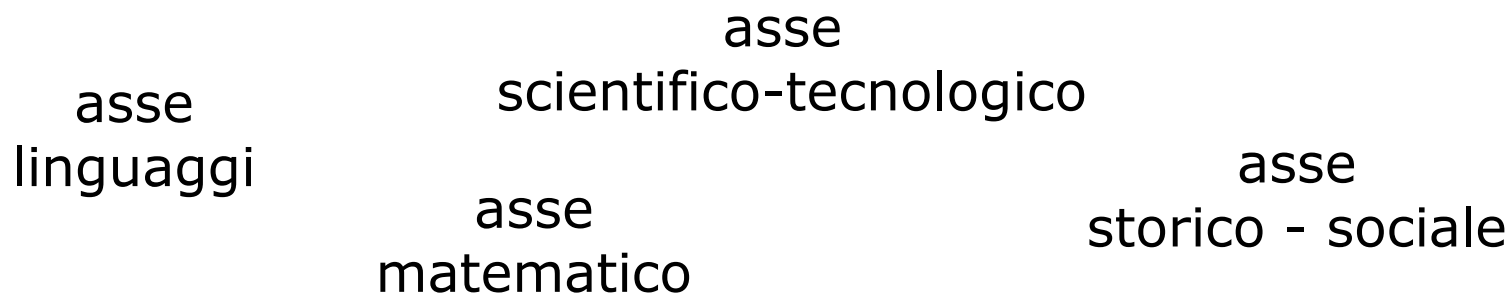 asse
linguaggi
asse
scientifico-tecnologico
asse
matematico
asse
storico - sociale